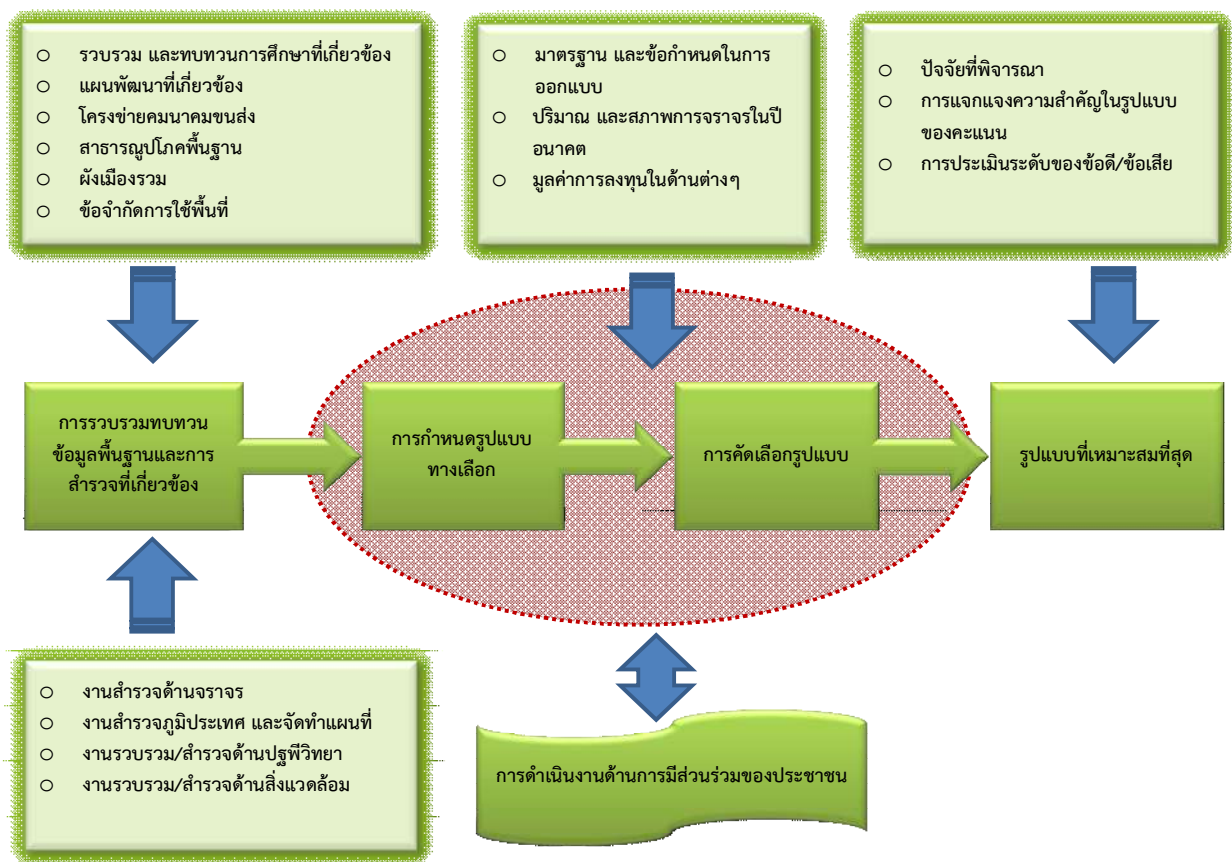 รวบรวม และทบทวนการศึกษาที่เกี่ยวข้อง
แผนพัฒนาที่เกี่ยวข้อง
โครงข่ายคมนาคมขนส่ง
สาธารณูปโภคพื้นฐาน
ผังเมืองรวม
ข้อจำกัดการใช้พื้นที่
มาตรฐาน และข้อกำหนดในการ
ออกแบบ
ปริมาณ และสภาพการจราจรในปี
อนาคต
มูลค่าการลงทุนในด้านต่างๆ
ปัจจัยที่พิจารณา
การแจกแจงความสำคัญในรูปแบบ
ของคะแนน
การประเมินระดับของข้อดี/ข้อเสีย
การรวบรวมทบทวน
ข้อมูลพื้นฐานและการ
สำรวจที่เกี่ยวข้อง
การกำหนดรูปแบบ
ทางเลือก
การคัดเลือกรูปแบบ
รูปแบบที่เหมาะสมที่สุด
งานสำรวจด้านจราจร
งานสำรวจภูมิประเทศ และจัดทำแผนที่
งานรวบรวม/สำรวจด้านปฐพีวิทยา
งานรวบรวม/สำรวจด้านสิ่งแวดล้อม
การดำเนินงานด้านการมีส่วนร่วมของประชาชน